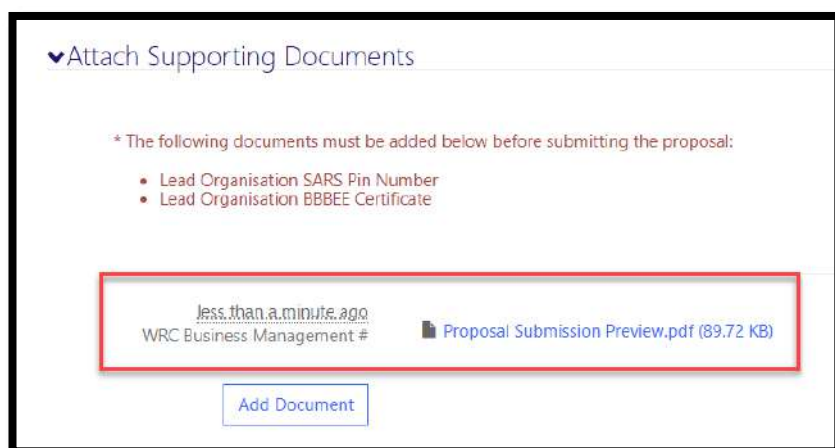 Attach Supporting Documents
* The following documents must be added below before submitting the proposal:
• Lead Organisation SARS Pin Number
• Lead Organisation BBBEE Certificate
less than a minute ago
WRC Business Management #
Proposal Submission Preview.pdf (89.72 KB)
Add Document